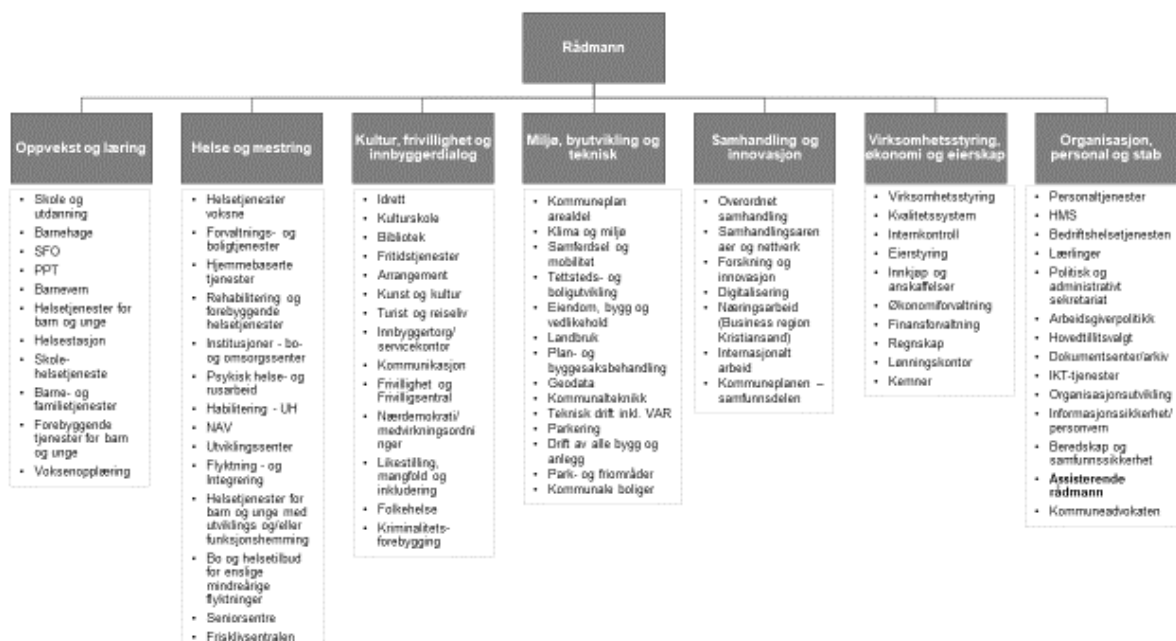 Rådmann
Oppvekst og læring
Skole og
utdanning
Barnehage
SFO
PPT
Barnevern
Helsetjenester for
barn og unge
Helsestasjon
Skole-
helsetjeneste
Barne- og
familietjenester
Forebyggende
tjenester for barn
og unge
Voksenopplæring
Helse og mestring
Helsetjenester
voksne
Forvaltnings- og
boligtjenester
Hjemmebaserte
tjenester
Rehabilitering og
forebyggende
helsetjenester
Institusjoner - bo-
og omsorgssenter
Psykisk helse- og
rusarbeid
Habilitering - UH
NAV
Utviklingssenter
Flyktning - og
Integrering
Helsetjenester for
barn og unge med
utviklings og/eller
funksjonshemming
Bo og helsetilbud
for enslige
mindreårige
flyktninger
Seniorsentre
Frisklivsentralen
Kultur, frivillighet og
innbyggerdialog
Idrett
Kulturskole
Bibliotek
Fritidstjenester
Arrangement
Kunst og kultur
Turist og reiseliv
Innbyggertorg/
servicekontor
Kommunikasjon
Frivillighet og
Frivilligsentral
Nærdemokrati/
medvirkningsordni
nger
Likestilling,
mangfold og
inkludering
Folkehelse
Kriminalitets-
forebygging
Miljø, byutvikling og
teknisk
Kommuneplan
arealdel
Klima og miljø
Samferdsel og
mobilitet
Tettsteds- og
boligutvikling
Eiendom, bygg og
vedlikehold
Landbruk
Plan- og
byggesaksbehandling
Geodata
Kommunalteknikk
Teknisk drift inkl. VAR
Parkering
Drift av alle bygg og
anlegg
Park- og friområder
Kommunale boliger
Samhandling og
innovasjon
Overordnet
samhandling
Samhandlingsaren
aer og nettverk
Forskning og
innovasjon
Digitalisering
Næringsarbeid
(Business region
Kristiansand)
Internasjonalt
arbeid
Kommuneplanen –
samfunnsdelen
Virksomhetsstyring,
økonomi og eierskap
Virksomhetsstyring
Kvalitetssystem
Internkontroll
Eierstyring
Innkjøp og
anskaffelser
Økonomiforvaltning
Finansforvaltning
Regnskap
Lønningskontor
Kemner
Organisasjon,
personal og stab
Personaltjenester
HMS
Bedriftshelsetjenesten
Lærlinger
Politisk og
administrativt
sekretariat
Arbeidsgiverpolitikk
Hovedtillitsvalgt
Dokumentsenter/arkiv
IKT-tjenester
Organisasjonsutvikling
Informasjonssikkerhet/
personvern
Beredskap og
samfunnssikkerhet
Assisterende
rådmann
Kommuneadvokaten